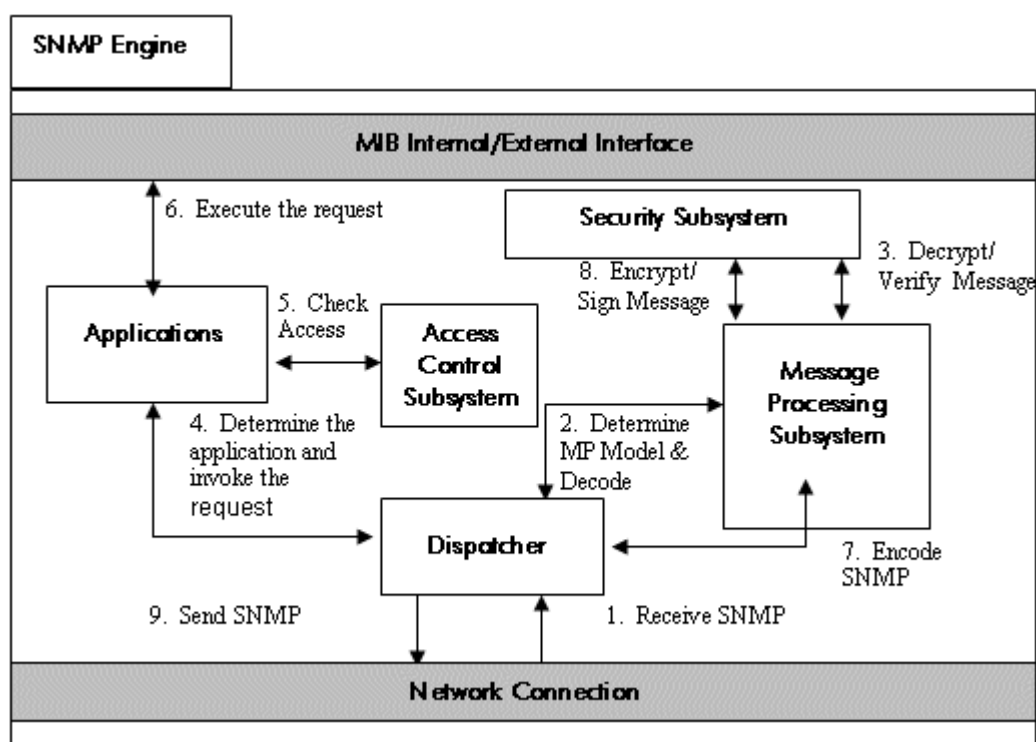 SNMP Engine
MIB Internal/External Interface
6. Execute the request
Security Subsystem
3. Decrypt/
Verify Message
8. Encrypt/
Sign Message
5. Check
Access
Applications
Access
Control
Subsystem
Message
Processing
Subsystem
4. Determine the
application and
invoke the
request
2. Determine
MP Model &
Decode
Dispatcher
7. Encode
SNMP
9. Send SNMP
1. Receive SNMP
Network Connection